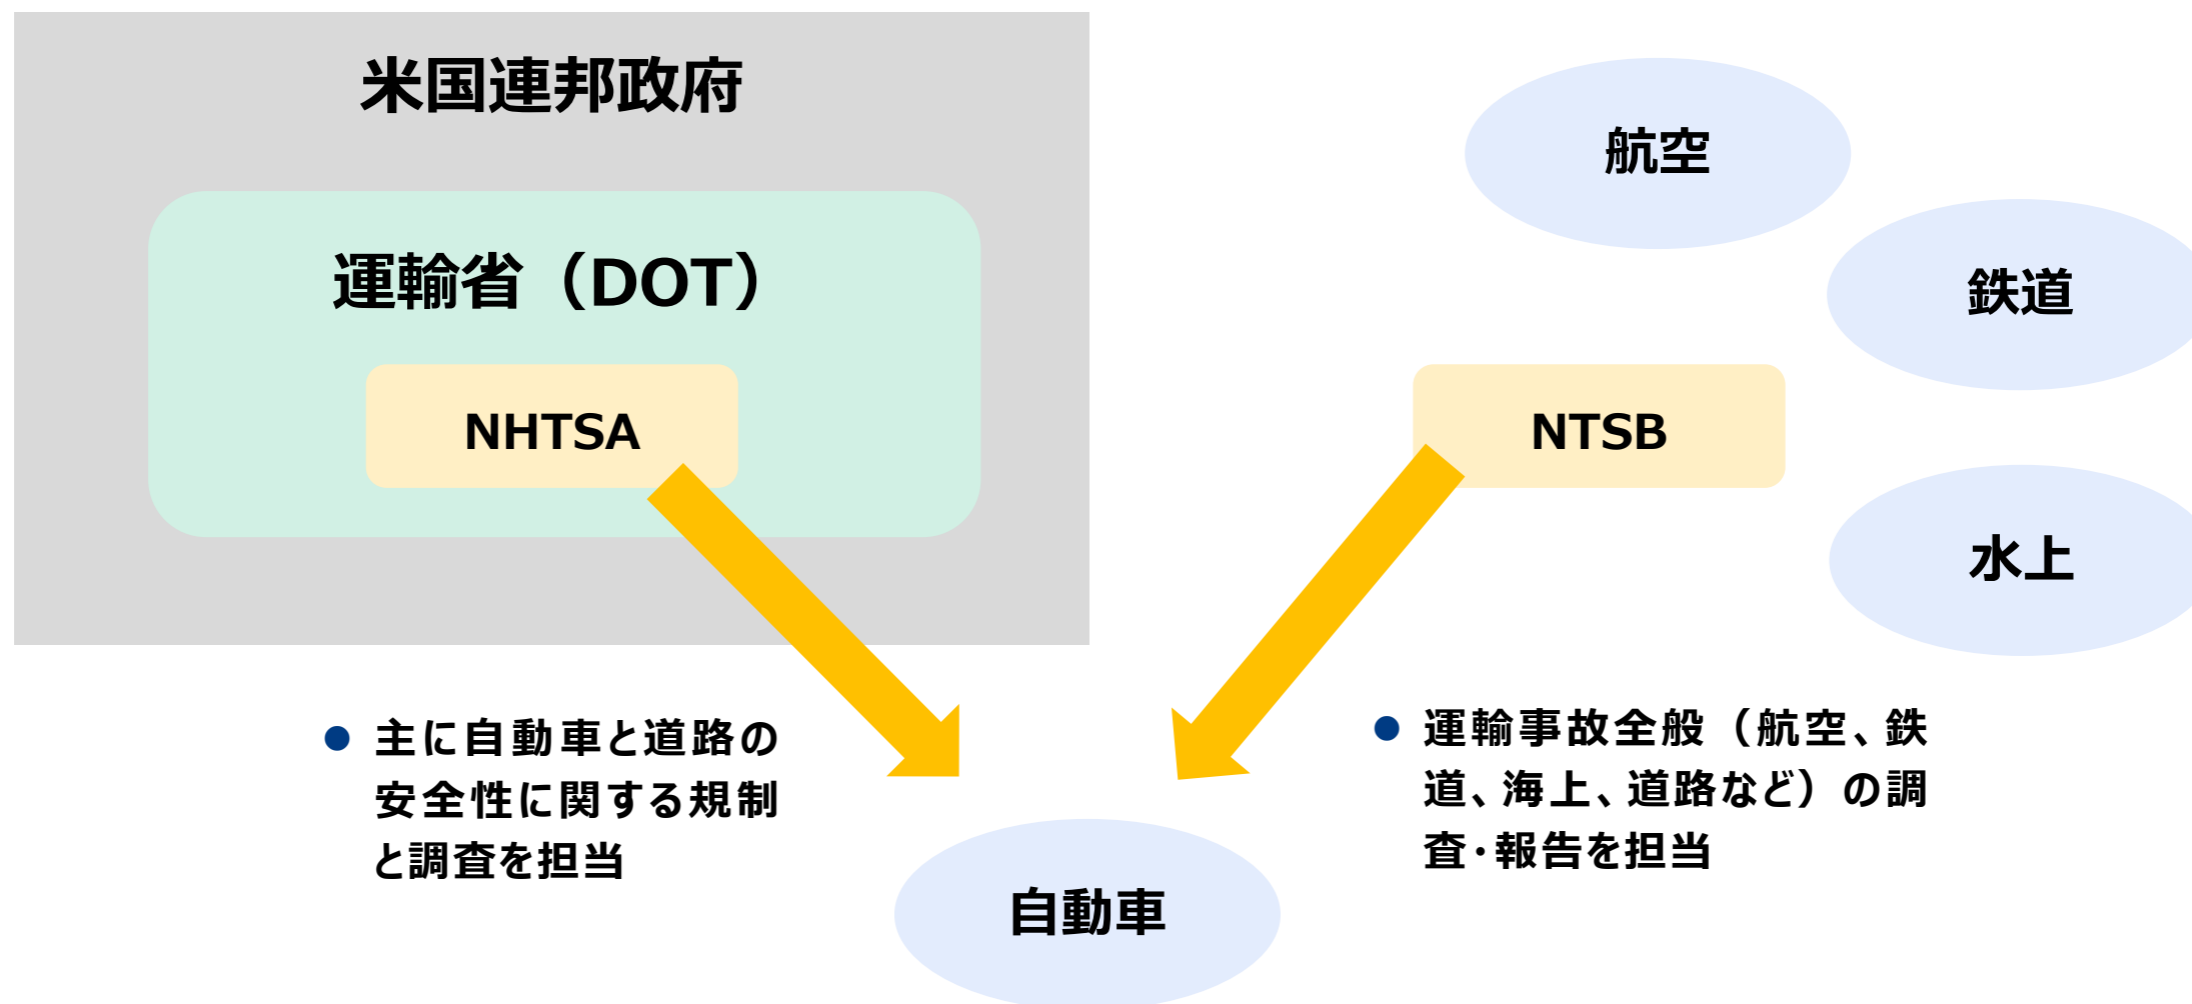 米国連邦政府
運輸省（DOT）
NHTSA
主に自動車と道路の
安全性に関する規制
と調査を担当
航空
鉄道
NTSB
水上
運輸事故全般（航空、鉄
道、海上、道路など）の調
査・報告を担当
自動車